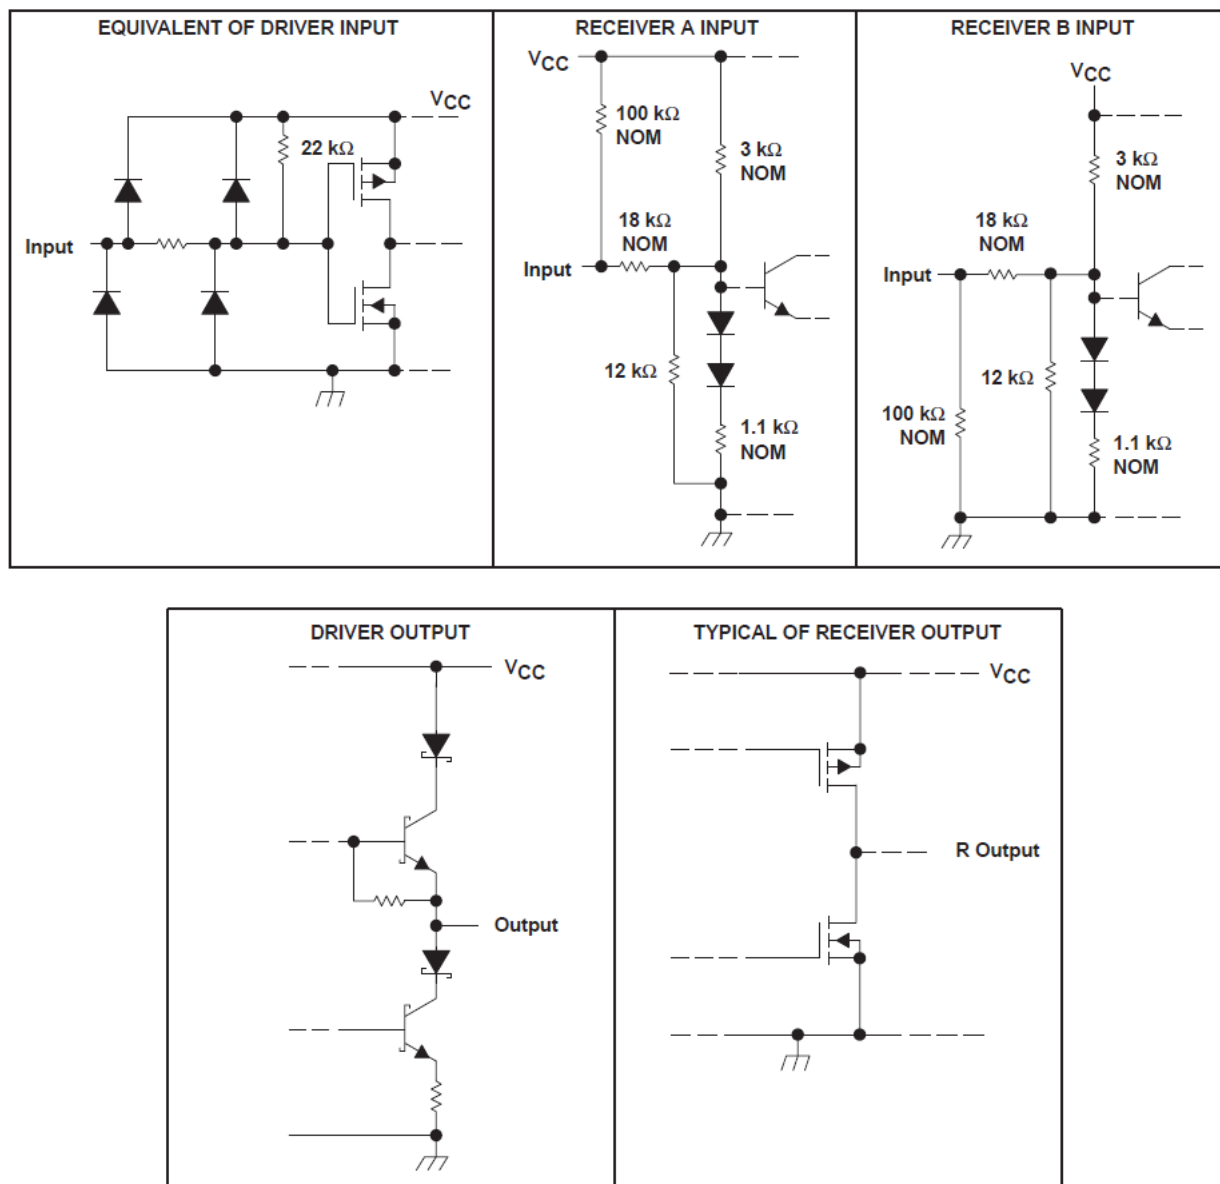 EQUIVALENT OF DRIVER INPUT
VCC
22 kΩ
Input
RECEIVER A INPUT
VCC
100 kΩ
NOM
3 kΩ
NOM
18 kΩ
NOM
Input
12 kΩ
1.1 kΩ
NOM
RECEIVER B INPUT
VCC
3 kΩ
NOM
18 kΩ
NOM
Input
12 kΩ
100 kΩ
NOM
1.1 kΩ
NOM
DRIVER OUTPUT
VCC
Output
TYPICAL OF RECEIVER OUTPUT
VCC
R Output